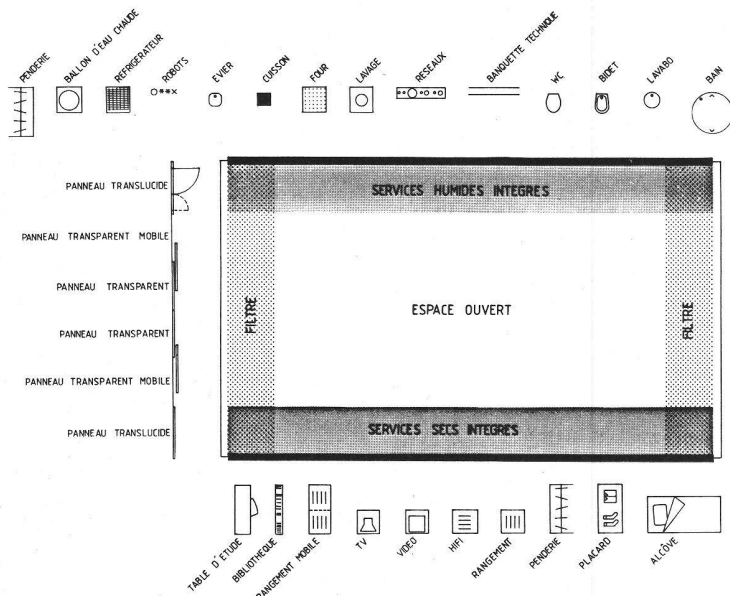 PENDERIE
BALLON D'EAU CHAUDE
REFRIGERATEUR
ROBOTS
EVIER
CUISSON
FOUR
LAVAGE
RESEAUX
BANQUETTE TECHNIQUE
WC
BIDET
LAVABO
BAIN
PANNEAU TRANSLUCIDE
PANNEAU TRANSPARENT MOBILE
PANNEAU TRANSPARENT
PANNEAU TRANSPARENT
PANNEAU TRANSPARENT MOBILE
PANNEAU TRANSLUCIDE
SERVICES HUMIDES INTEGRES
FILTRE
ESPACE OUVERT
FILTRE
SERVICES SECS INTEGRES
TABLE D'ETUDE
BIBLIOTHEQUE
RANGEMENT MOBILE
TV
VIDEO
HIFI
RANGEMENT
PENDERIE
PLACARD
ALCÔVE